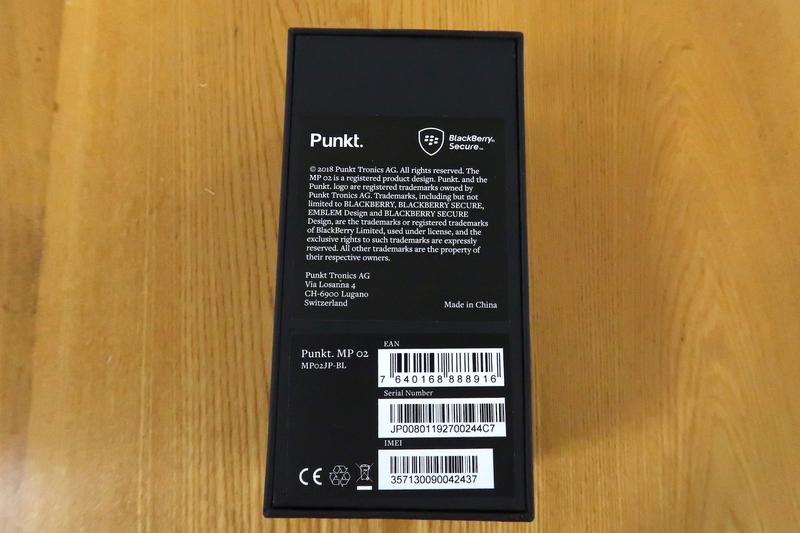 Punkt.
BlackBerry®
Secure™
© 2018 Punkt Tronics AG. All rights reserved. The
MP 02 is a registered product design. Punkt. and the
Punkt. logo are registered trademarks owned by
Punkt Tronics AG. Trademarks, including but not
limited to BLACKBERRY, BLACKBERRY SECURE,
EMBLEM Design and BLACKBERRY SECURE
Design, are the trademarks or registered trademarks
of BlackBerry Limited, used under license, and the
exclusive rights to such trademarks are expressly
reserved. All other trademarks are the property of
their respective owners.
Punkt Tronics AG
Via Losanna 4
CH-6900 Lugano
Switzerland
Made in China
Punkt. MP 02
MP02JP-BL
EAN
7 640168 888916
Serial Number
JP00801192700244C7
IMEI
357130090042437
CE